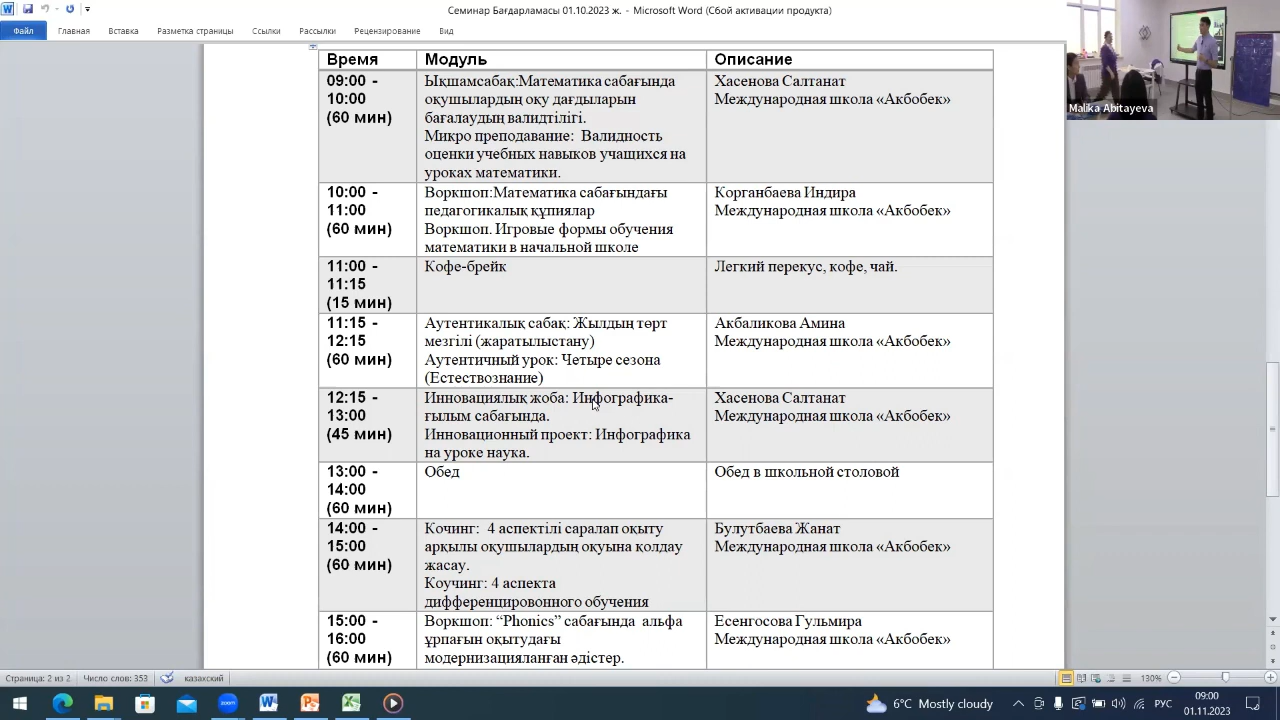 Семинар Бағдарламасы 01.10.2023 ж. - Microsoft Word (Сбой активации продукта)
Файл Главная Вставка Разметка страницы Ссылки Рассылки Рецензирование Вид
Malika Abitayeva
Время Модуль Описание
09:00 -
10:00
(60 мин)
Ықшамсабақ:Математика сабағында
оқушылардың оқу дағдыларын
бағалаудың валидтілігі.
Микро преподавание: Валидность
оценки учебных навыков учащихся на
уроках математики.
Хасенова Салтанат
Международная школа «Акбобек»
10:00 -
11:00
(60 мин)
Воркшоп:Математика сабағындағы
педагогикалық құпиялар
Воркшоп. Игровые формы обучения
математики в начальной школе
Корганбаева Индира
Международная школа «Акбобек»
11:00 -
11:15
(15 мин)
Кофе-брейк
Легкий перекус, кофе, чай.
11:15 -
12:15
(60 мин)
Аутентикалық сабақ: Жылдың төрт
мезгілі (жаратылыстану)
Аутентичный урок: Четыре сезона
(Естествознание)
Акбаликова Амина
Международная школа «Акбобек»
12:15 -
13:00
(45 мин)
Инновациялық жоба: Инфографика-
ғылым сабағында.
Инновационный проект: Инфографика
на уроке наука.
Хасенова Салтанат
Международная школа «Акбобек»
13:00 -
14:00
(60 мин)
Обед
Обед в школьной столовой
14:00 -
15:00
(60 мин)
Кочинг: 4 аспектілі саралап оқыту
арқылы оқушылардың оқуына қолдау
жасау.
Коучинг: 4 аспекта
дифференцировонного обучения
Булутбаева Жанат
Международная школа «Акбобек»
15:00 -
16:00
(60 мин)
Воркшоп: “Phonics” сабағында альфа
ұрпағын оқытудағы
модернизацияланған әдістер.
Есенгосова Гульмира
Международная школа «Акбобек»
Страница: 2 из 2 Число слов: 353 казахский 130%
zoom
6°C Mostly cloudy РУС 09:00
01.11.2023